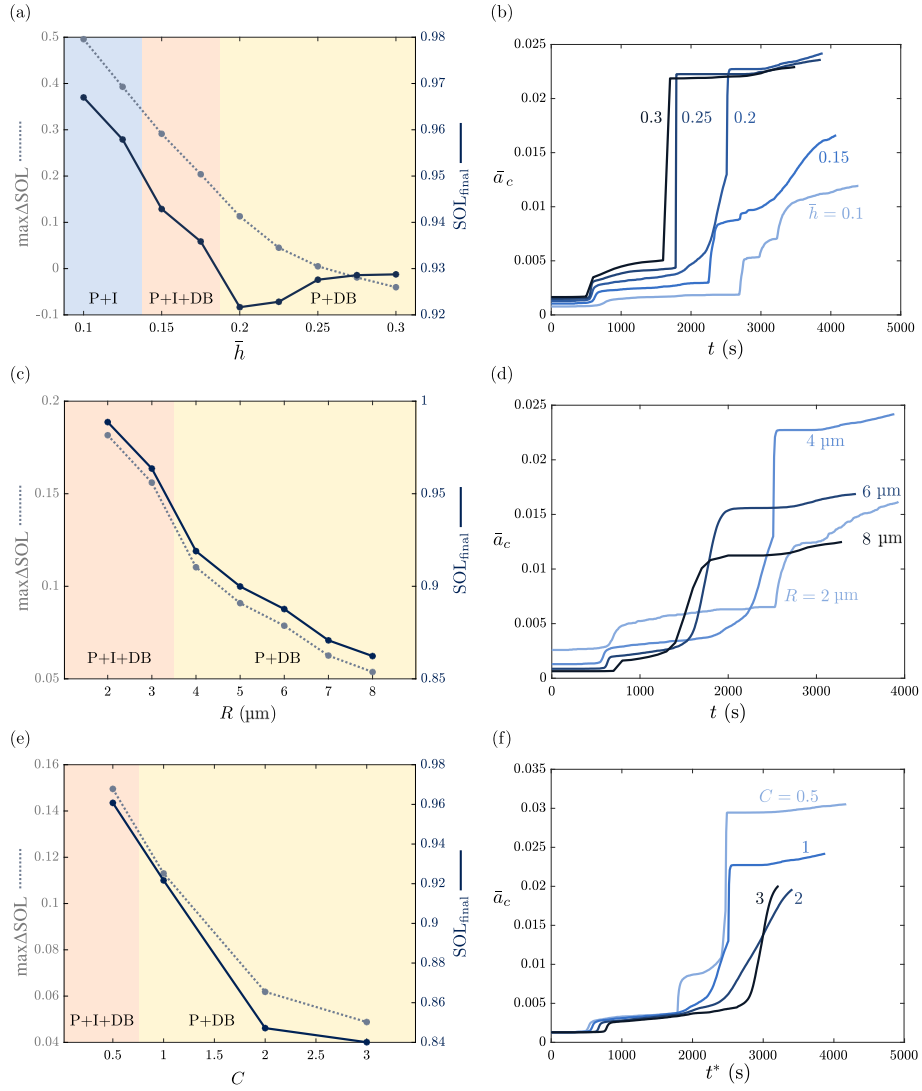 (a)
(b)
0.5
0.4
0.3
0.2
0.1
0
-0.1
0.98
0.97
0.96
0.95
0.94
0.93
0.92
maxΔSOL
SOLfinal
P+I
P+I+DB
P+DB
0.1
0.15
0.2
0.25
0.3
h̄
0.025
0.02
0.015
0.01
0.005
0
āc
0.3
0.25
0.2
0.15
h̄ = 0.1
0
1000
2000
3000
4000
5000
t (s)
(c)
(d)
0.2
0.15
0.1
0.05
1
0.95
0.9
0.85
maxΔSOL
SOLfinal
P+I+DB
P+DB
2
3
4
5
6
7
8
R (µm)
0.025
0.02
0.015
0.01
0.005
0
āc
4 µm
6 µm
8 µm
R = 2 µm
0
1000
2000
3000
4000
t (s)
(e)
(f)
0.16
0.14
0.12
0.1
0.08
0.06
0.04
0.98
0.96
0.94
0.92
0.9
0.88
0.86
0.84
maxΔSOL
SOLfinal
P+I+DB
P+DB
0.5
1
1.5
2
2.5
3
C
0.035
0.03
0.025
0.02
0.015
0.01
0.005
0
āc
C = 0.5
1
3
2
0
1000
2000
3000
4000
5000
t* (s)